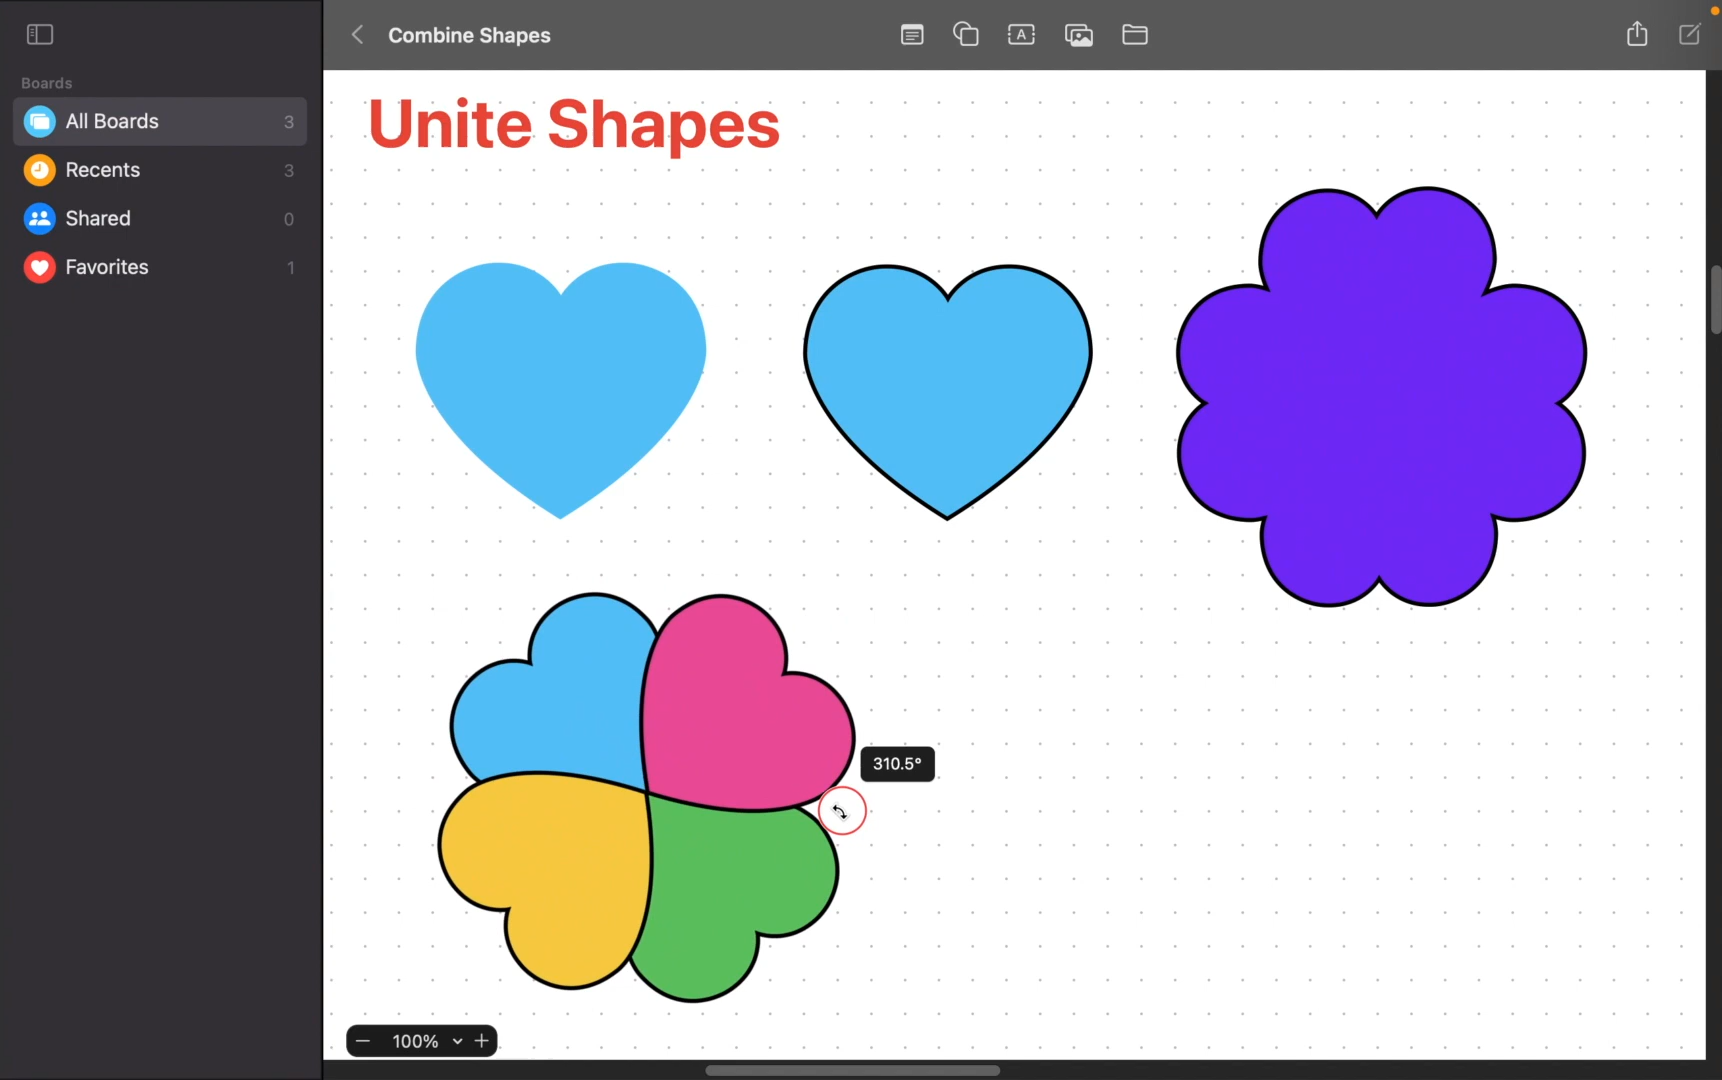 Combine Shapes
A
Boards
All Boards 3
Recents 3
Shared 0
Favorites 1
Unite Shapes
310.5°
100%